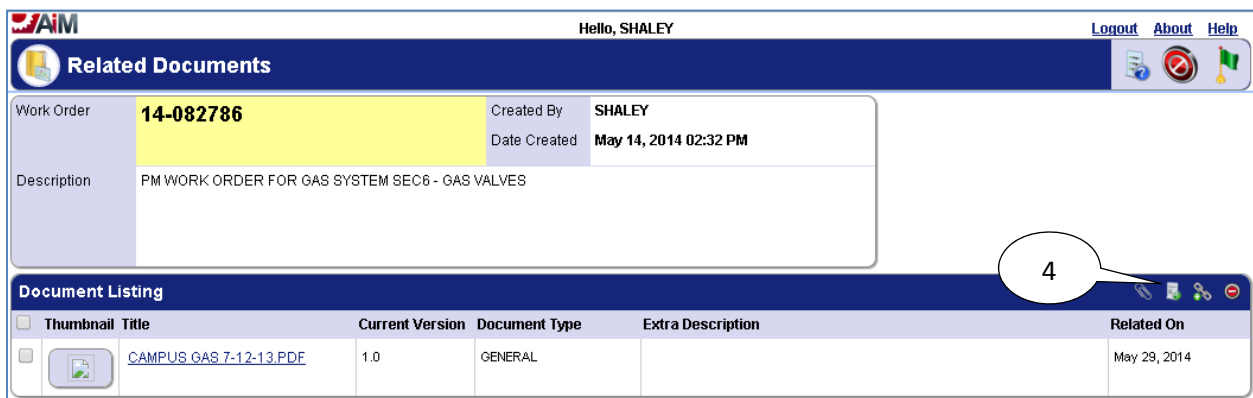 AiM Hello, SHALEY Logout About Help
Related Documents
Work Order 14-082786 Created By SHALEY
Date Created May 14, 2014 02:32 PM
Description PM WORK ORDER FOR GAS SYSTEM SEC6 - GAS VALVES
4
Document Listing
Thumbnail Title Current Version Document Type Extra Description Related On
CAMPUS GAS 7-12-13.PDF 1.0 GENERAL May 29, 2014